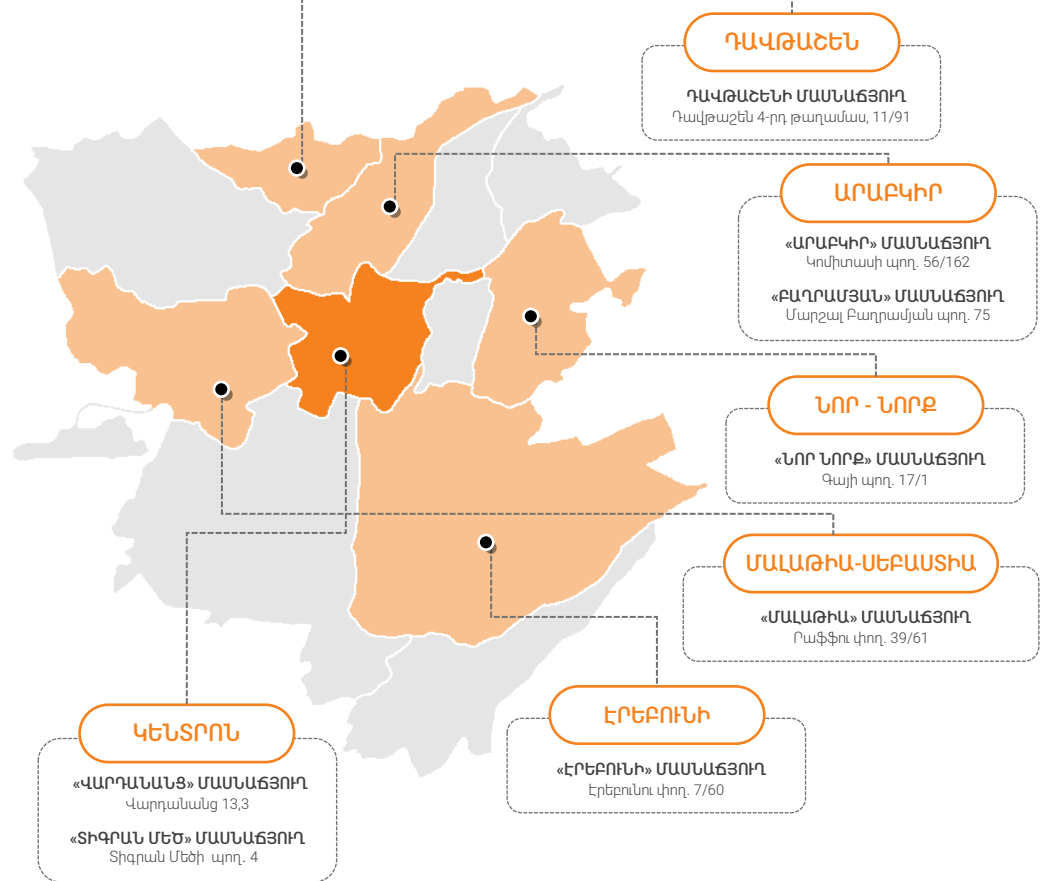 ԴԱՎԹԱՇԵՆ
ԴԱՎԹԱՇԵՆԻ ՄԱՍՆԱՃՅՈՒՂ
Դավթաշեն 4-րդ թաղամաս, 11/91
ԱՐԱԲԿԻՐ
«ԱՐԱԲԿԻՐ» ՄԱՍՆԱՃՅՈՒՂ
Կոմիտասի պող. 56/162
«ԲԱՂՐԱՄՅԱՆ» ՄԱՍՆԱՃՅՈՒՂ
Մարշալ Բաղրամյան պող. 75
ՆՈՐ - ՆՈՐՔ
«ՆՈՐ ՆՈՐՔ» ՄԱՍՆԱՃՅՈՒՂ
Գայի պող. 17/1
ՄԱԼԱԹԻԱ-ՍԵԲԱՍՏԻԱ
«ՄԱԼԱԹԻԱ» ՄԱՍՆԱՃՅՈՒՂ
Րաֆֆու փող. 39/61
ԷՐԵԲՈՒՆԻ
«ԷՐԵԲՈՒՆԻ» ՄԱՍՆԱՃՅՈՒՂ
Էրեբունու փող. 7/60
ԿԵՆՏՐՈՆ
«ՎԱՐԴԱՆԱՆՑ» ՄԱՍՆԱՃՅՈՒՂ
Վարդանանց 13,3
«ՏԻԳՐԱՆ ՄԵԾ» ՄԱՍՆԱՃՅՈՒՂ
Տիգրան Մեծի պող. 4